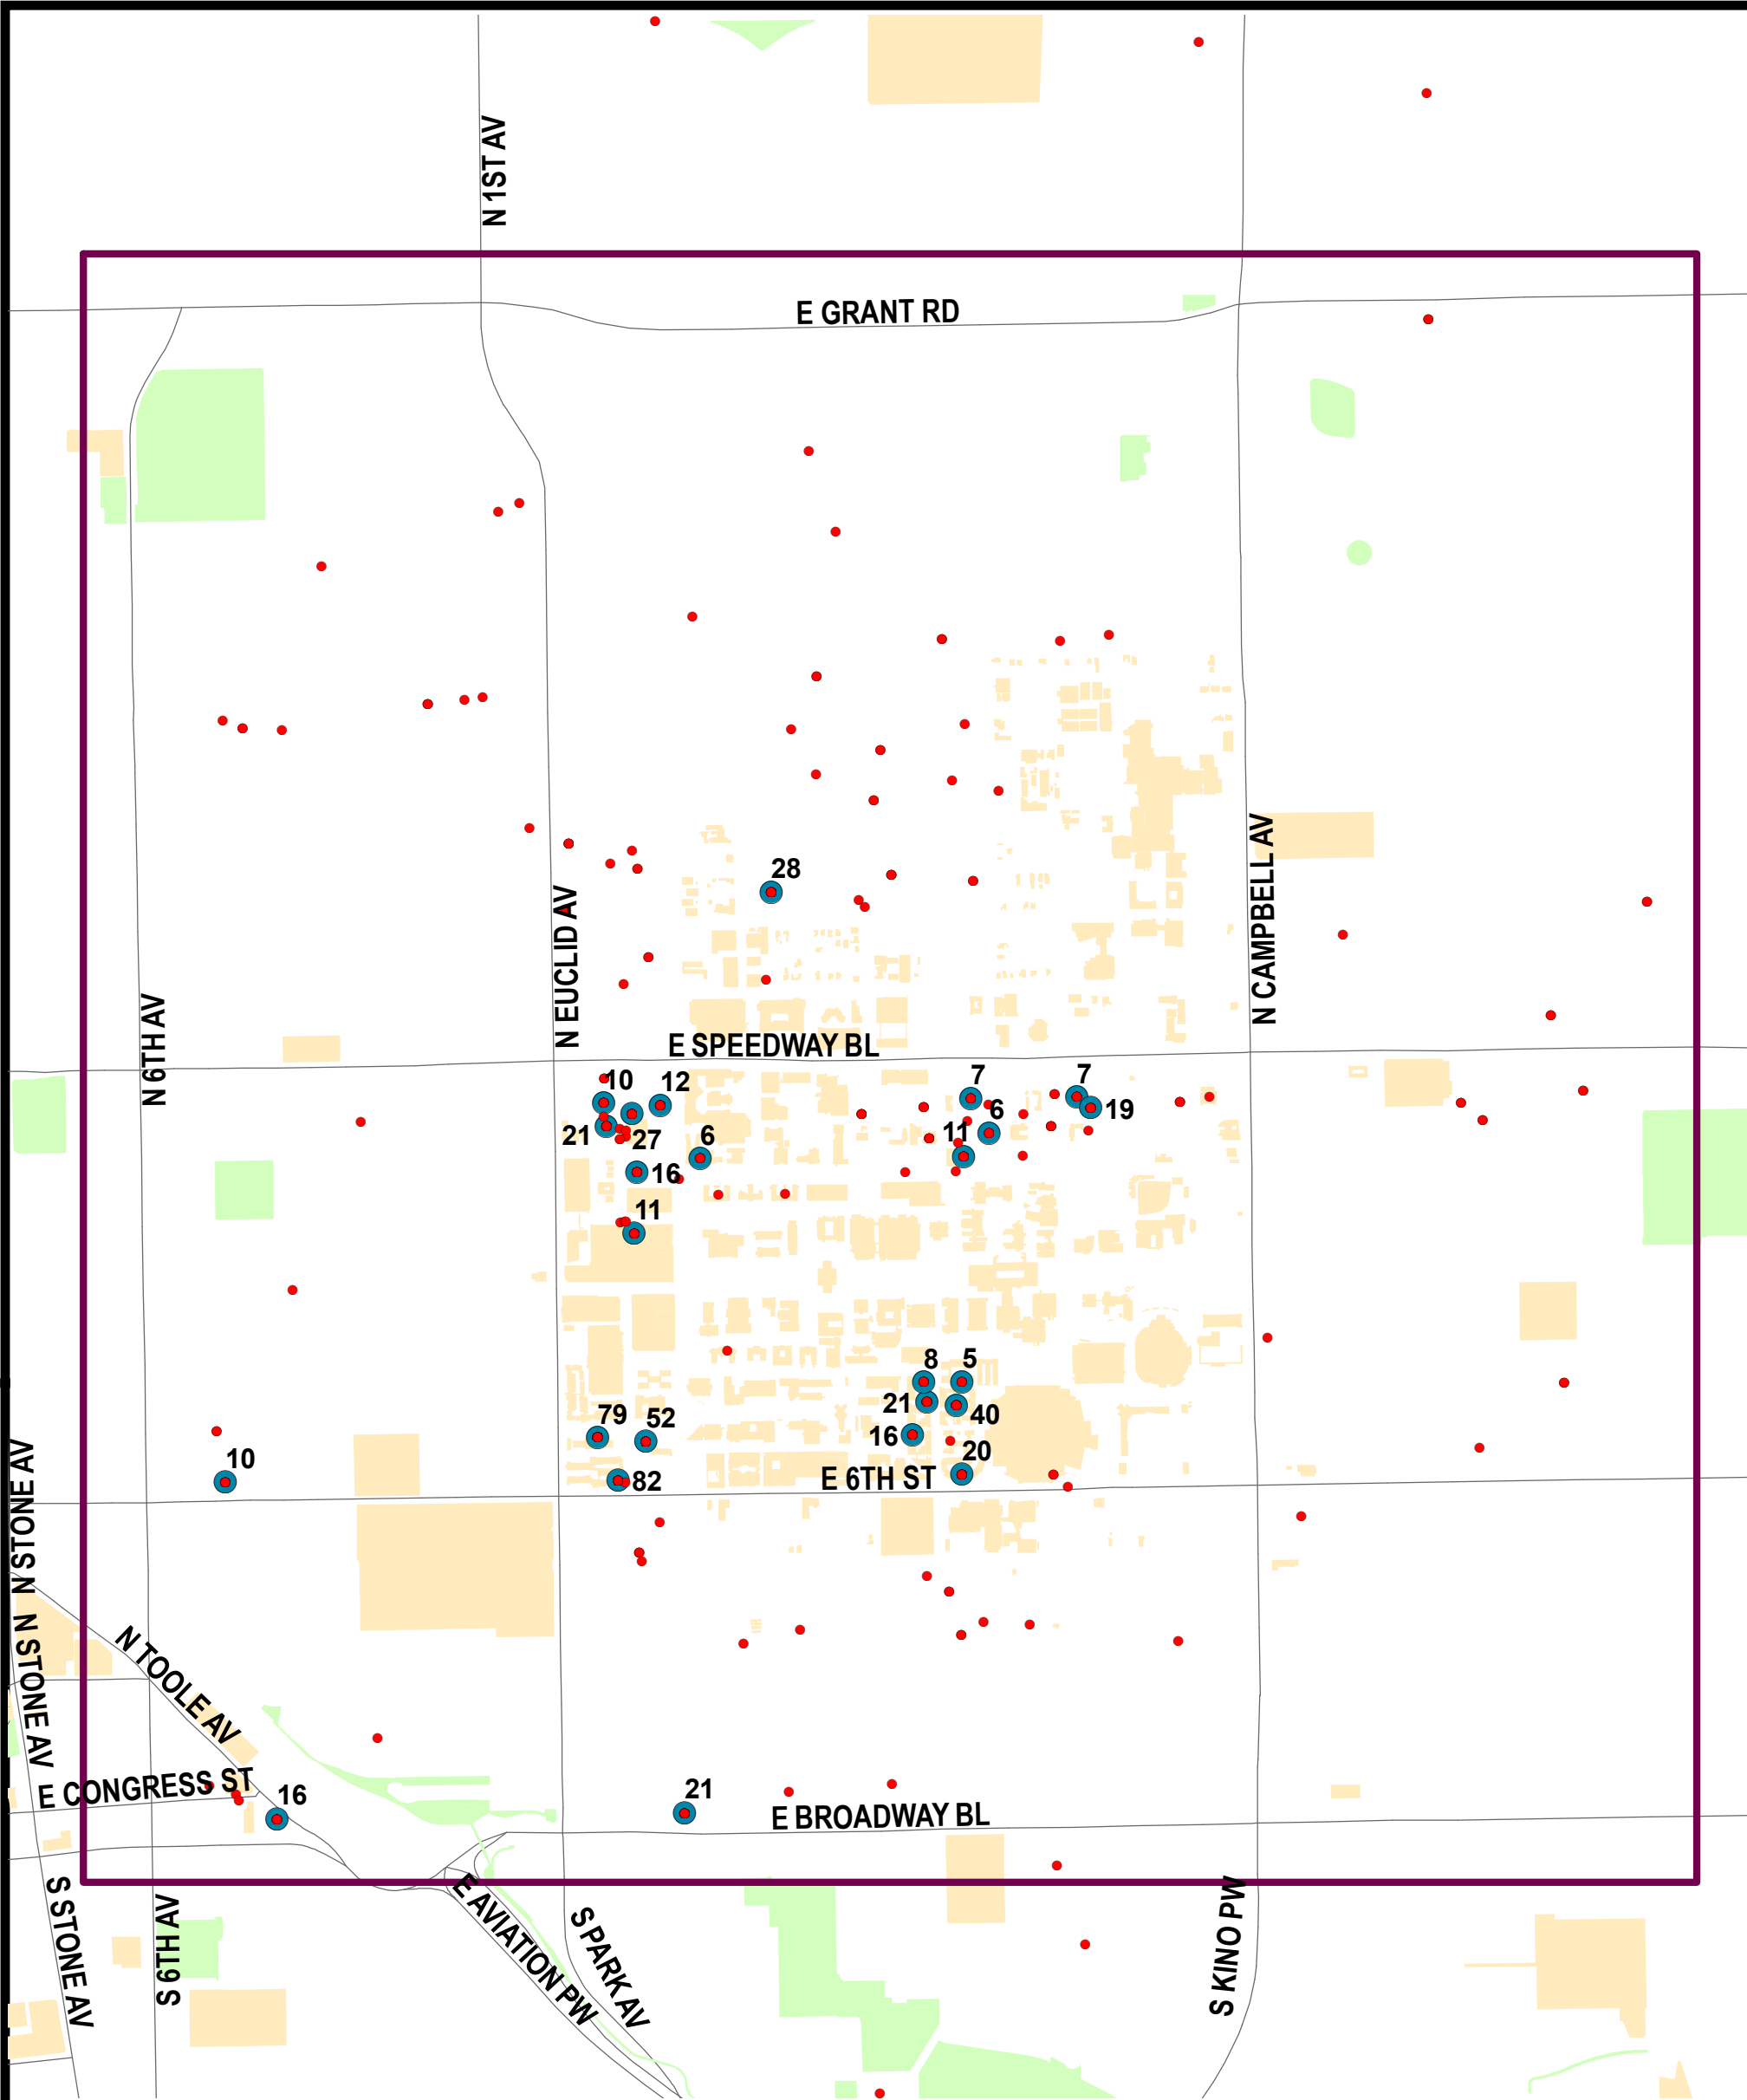 N 1ST AV
E GRANT RD
N CAMPBELL AV
28
N EUCLID AV
N 6TH AV
E SPEEDWAY BL
10
12
7
7
6
19
21
27
11
6
16
11
8
5
21
40
79
52
16
20
10
82
E 6TH ST
N STONE AV
N STONE AV
N TOOLE AV
E CONGRESS ST
16
21
E BROADWAY BL
S STONE AV
S 6TH AV
E AVIATION PW
S PARK AV
S KINO PW